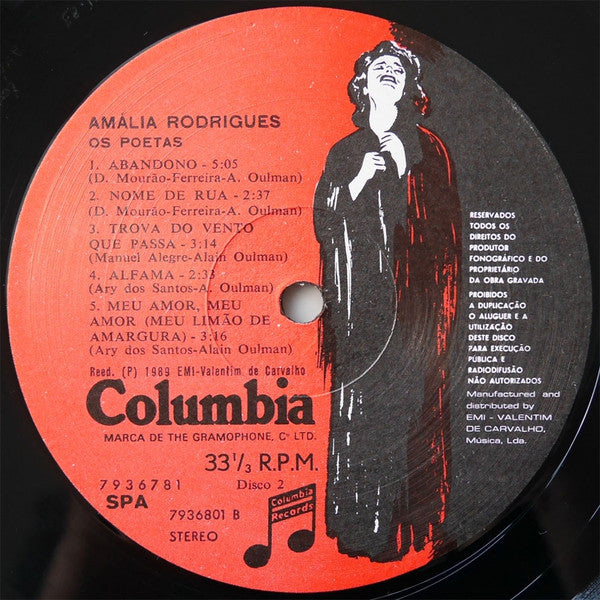 AMÁLIA RODRIGUES
OS POETAS
1. ABANDONO - 5:05
(D. Mourão-Ferreira-A. Oulman)
2. NOME DE RUA - 2:37
(D. Mourão-Ferreira-A. Oulman)
3. TROVA DO VENTO
QUE PASSA - 3:14
(Manuel Alegre-Alain Oulman)
4. ALFAMA - 2:33
(Ary dos Santos-A. Oulman)
5. MEU AMOR, MEU
AMOR (MEU LIMÃO DE
AMARGURA) - 3:16
(Ary dos Santos-Alain Oulman)
Reed. (P) 1989 EMI-Valentim de Carvalho
Columbia
MARCA DE THE GRAMOPHONE, Cº LTD.
33 1/3 R.P.M.
7936781
Disco 2
SPA
7936801 B
STEREO
Columbia
Records
RESERVADOS
TODOS OS
DIREITOS DO
PRODUTOR
FONOGRÁFICO E DO
PROPRIETÁRIO
DA OBRA GRAVADA
PROIBIDOS
A DUPLICAÇÃO
O ALUGUER E A
UTILIZAÇÃO
DESTE DISCO
PARA EXECUÇÃO
PÚBLICA E
RADIODIFUSÃO
NÃO AUTORIZADOS
Manufactured and
distributed by
EMI - VALENTIM
DE CARVALHO,
Música, Lda.